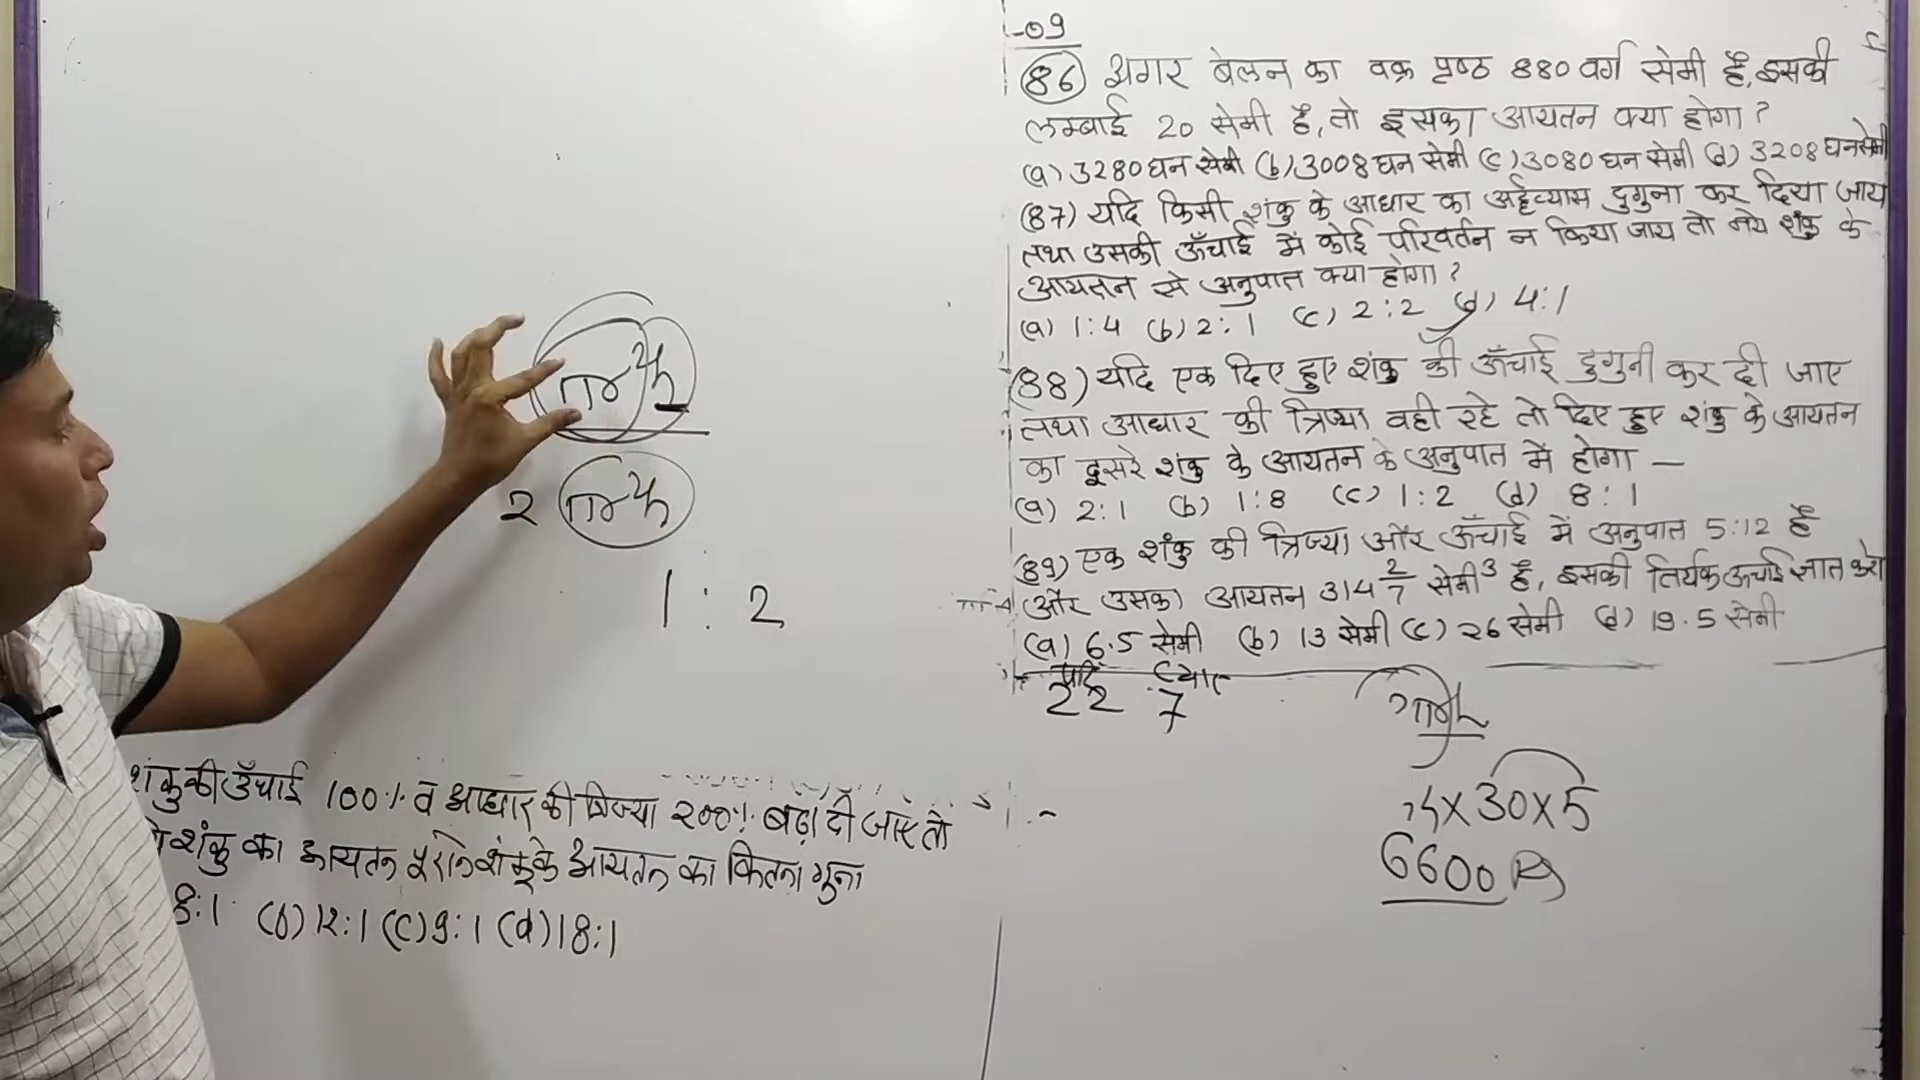 -09
(86) अगर बेलन का वक्र पृष्ठ 880 वर्ग सेमी है, इसकी
लम्बाई 20 सेमी है, तो इसका आयतन क्या होगा?
(a) 3280 घन सेमी (b) 3008 घन सेमी (c) 3080 घन सेमी (d) 3208 घन सेमी
(87) यदि किसी शंकु के आधार का अर्द्धव्यास दुगुना कर दिया जाय
तथा उसकी ऊँचाई में कोई परिवर्तन न किया जाय तो नये शंकु के
आयतन से अनुपात क्या होगा?
(a) 1:4 (b) 2:1 (c) 2:2 (d) 4:1
(88) यदि एक दिए हुए शंकु की ऊँचाई दुगुनी कर दी जाए
तथा आधार की त्रिज्या वही रहे तो दिए हुए शंकु के आयतन
का दूसरे शंकु के आयतन के अनुपात में होगा —
(a) 2:1 (b) 1:8 (c) 1:2 (d) 8:1
(89) एक शंकु की त्रिज्या और ऊँचाई में अनुपात 5:12 है
और उसका आयतन 314 2/7 सेमी³ है, इसकी तिर्यक ऊचाई ज्ञात करो
(a) 6.5 सेमी (b) 13 सेमी (c) 26 सेमी (d) 19.5 सेमी
22 7
2πrh
×30×5
6600
πr²h
2 πr²h
1 : 2
शंकु की ऊँचाई 100% व आधार की त्रिज्या 200% बढ़ा दी जाए तो
शंकु का आयतन पुराने शंकु के आयतन का कितना गुना
8:1 (b) 12:1 (c) 9:1 (d) 18:1